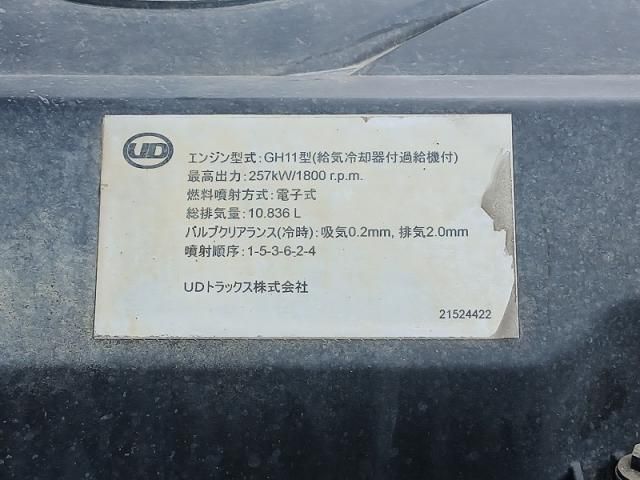 UD
エンジン型式:GH11型(給気冷却器付過給機付)
最高出力:257kW/1800 r.p.m.
燃料噴射方式:電子式
総排気量:10.836 L
バルブクリアランス(冷時):吸気0.2mm, 排気2.0mm
噴射順序:1-5-3-6-2-4
UDトラックス株式会社
21524422